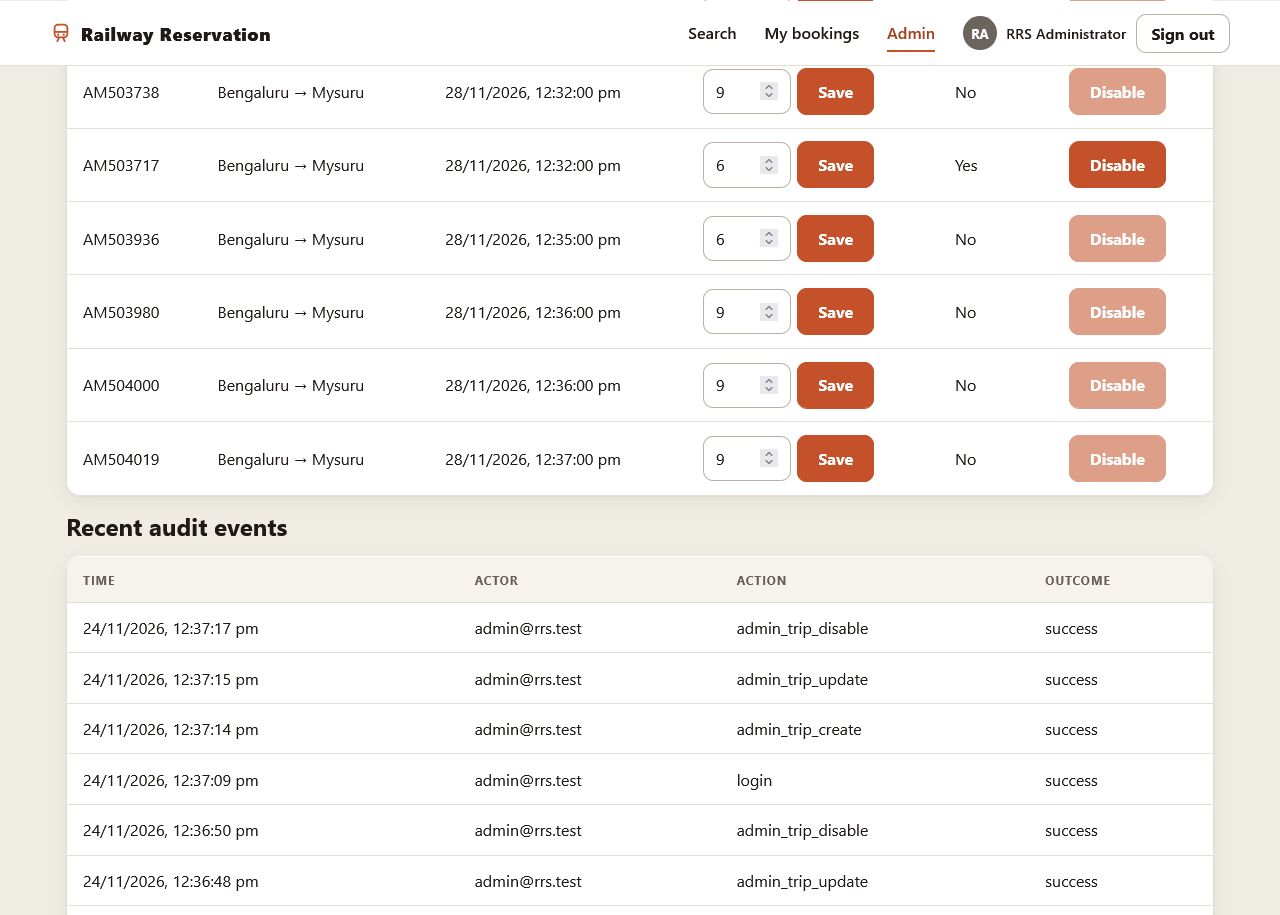 Railway Reservation Search My bookings Admin RA RRS Administrator Sign out
AM503738 Bengaluru → Mysuru 28/11/2026, 12:32:00 pm 9 Save No Disable
AM503717 Bengaluru → Mysuru 28/11/2026, 12:32:00 pm 6 Save Yes Disable
AM503936 Bengaluru → Mysuru 28/11/2026, 12:35:00 pm 6 Save No Disable
AM503980 Bengaluru → Mysuru 28/11/2026, 12:36:00 pm 9 Save No Disable
AM504000 Bengaluru → Mysuru 28/11/2026, 12:36:00 pm 9 Save No Disable
AM504019 Bengaluru → Mysuru 28/11/2026, 12:37:00 pm 9 Save No Disable
Recent audit events
TIME ACTOR ACTION OUTCOME
24/11/2026, 12:37:17 pm admin@rrs.test admin_trip_disable success
24/11/2026, 12:37:15 pm admin@rrs.test admin_trip_update success
24/11/2026, 12:37:14 pm admin@rrs.test admin_trip_create success
24/11/2026, 12:37:09 pm admin@rrs.test login success
24/11/2026, 12:36:50 pm admin@rrs.test admin_trip_disable success
24/11/2026, 12:36:48 pm admin@rrs.test admin_trip_update success